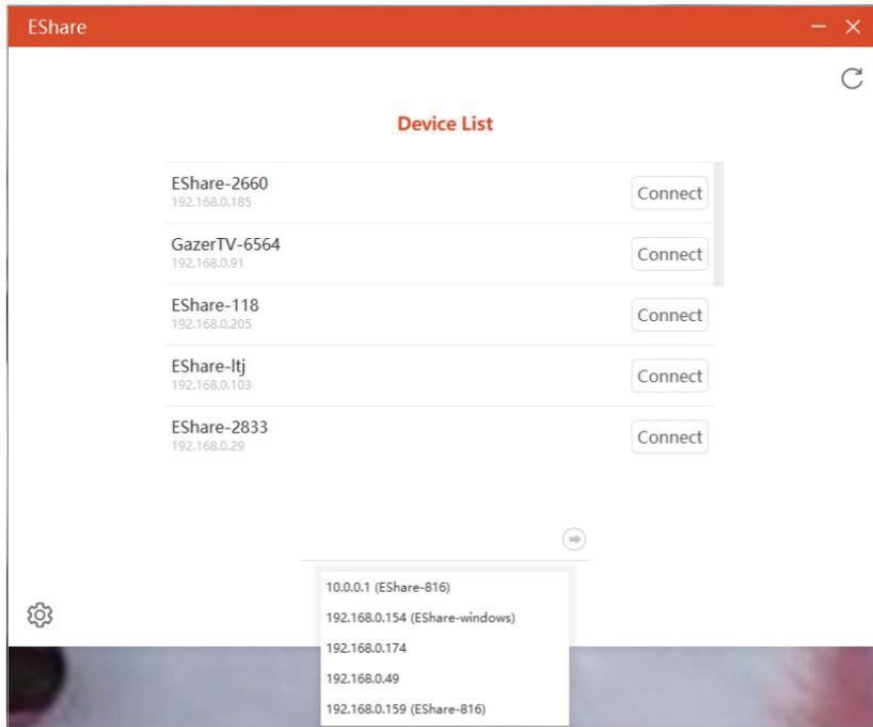 EShare
Device List
EShare-2660
192.168.0.185
Connect
GazerTV-6564
192.168.0.91
Connect
EShare-118
192.168.0.205
Connect
EShare-ltj
192.168.0.103
Connect
EShare-2833
192.168.0.29
Connect
10.0.0.1 (EShare-816)
192.168.0.154 (EShare-windows)
192.168.0.174
192.168.0.49
192.168.0.159 (EShare-816)